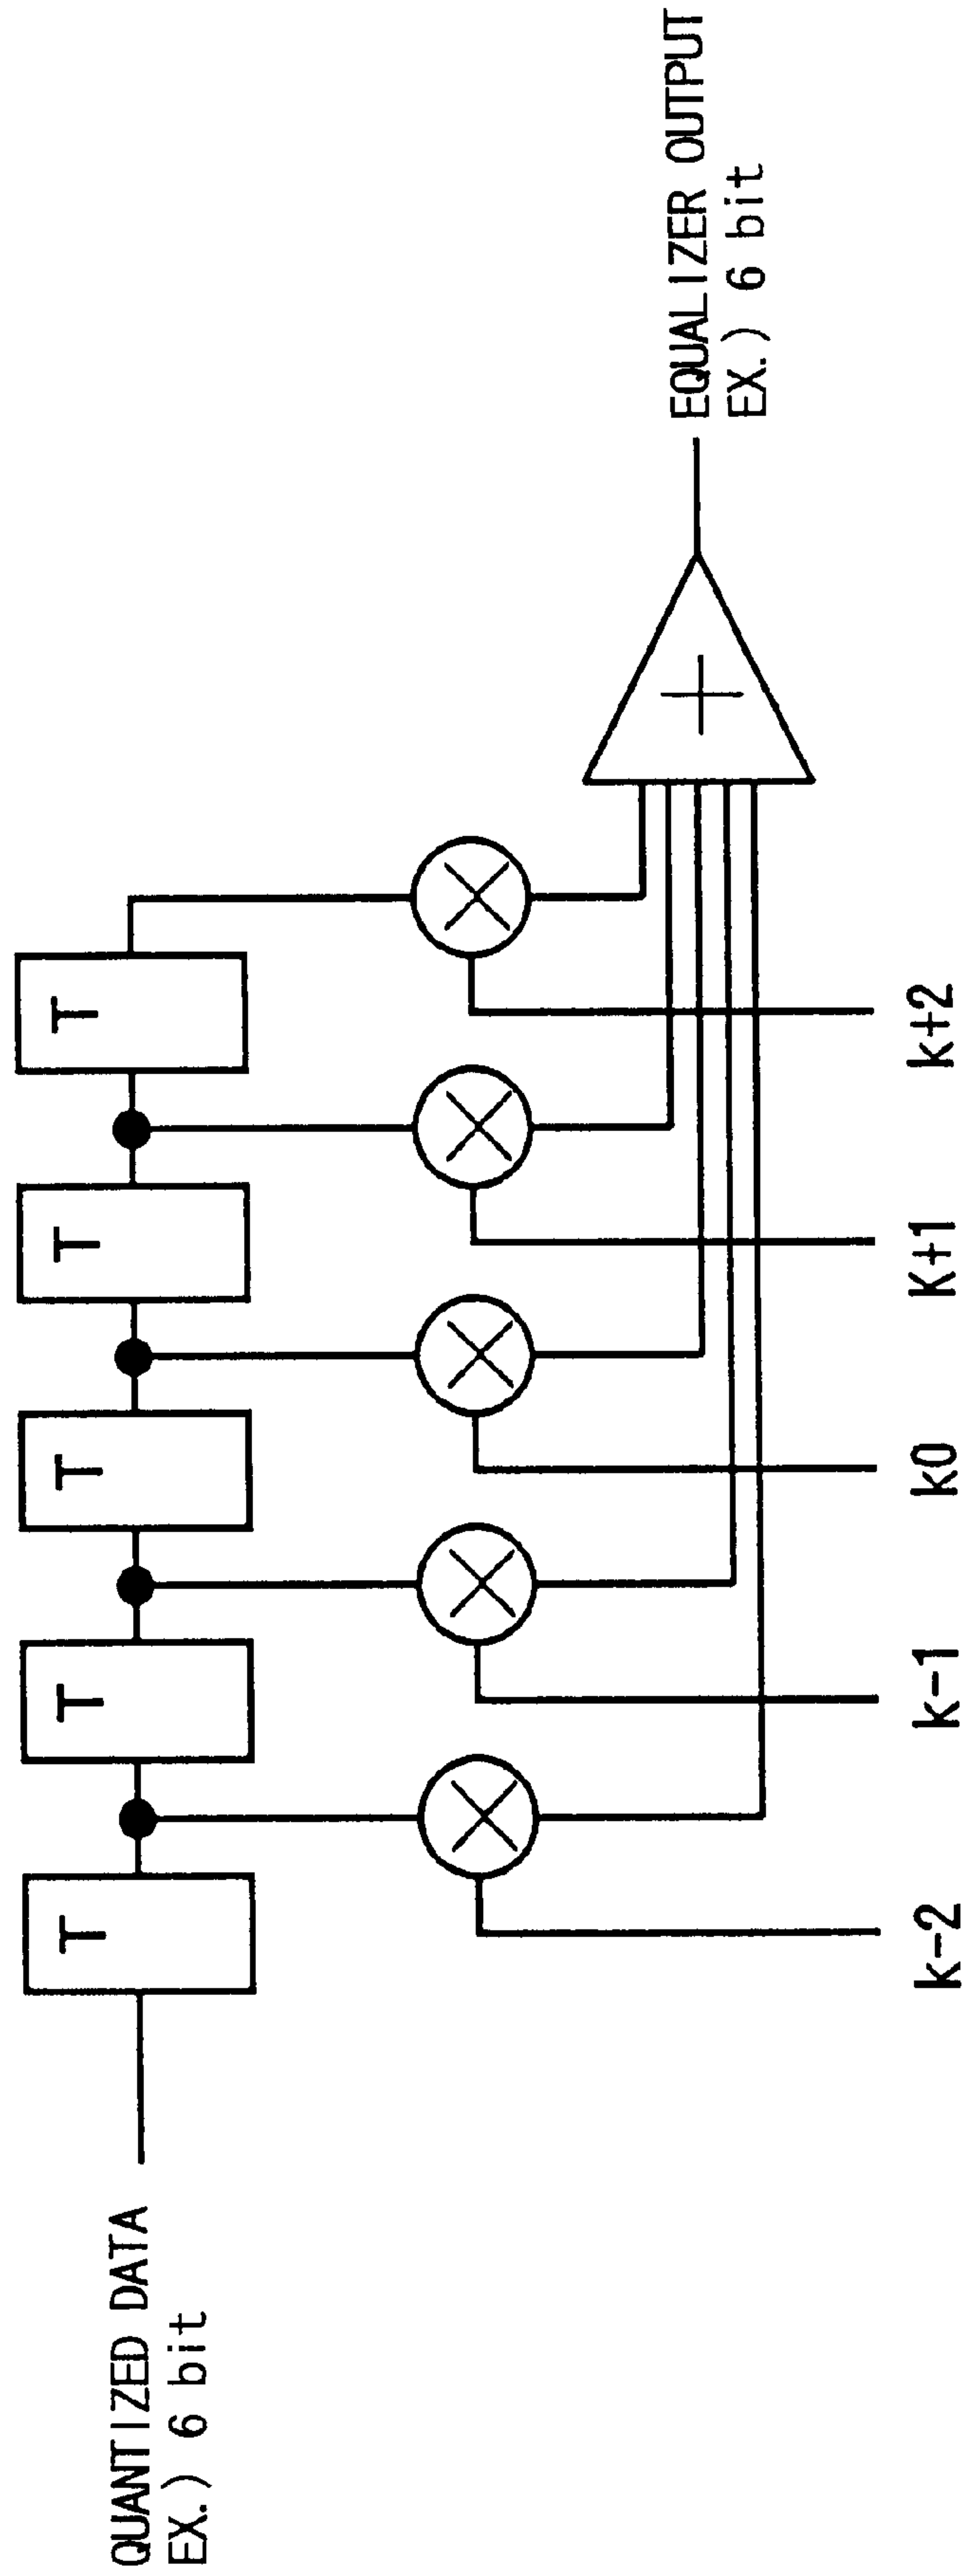 QUANTIZED DATA
EX.) 6 bit
T
T
T
T
T
k-2
k-1
k0
K+1
k+2
+
EQUALIZER OUTPUT
EX.) 6 bit